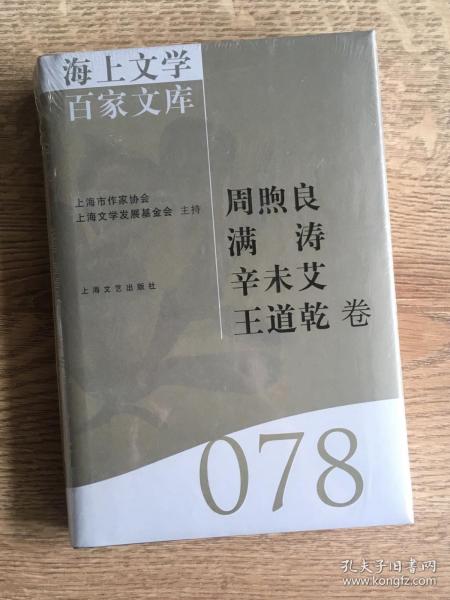 海上文学
百家文库
上海市作家协会
上海文学发展基金会 主持
上海文艺出版社
周煦良
满涛
辛未艾
王道乾 卷
078
孔夫子旧书网
www.kongfz.com